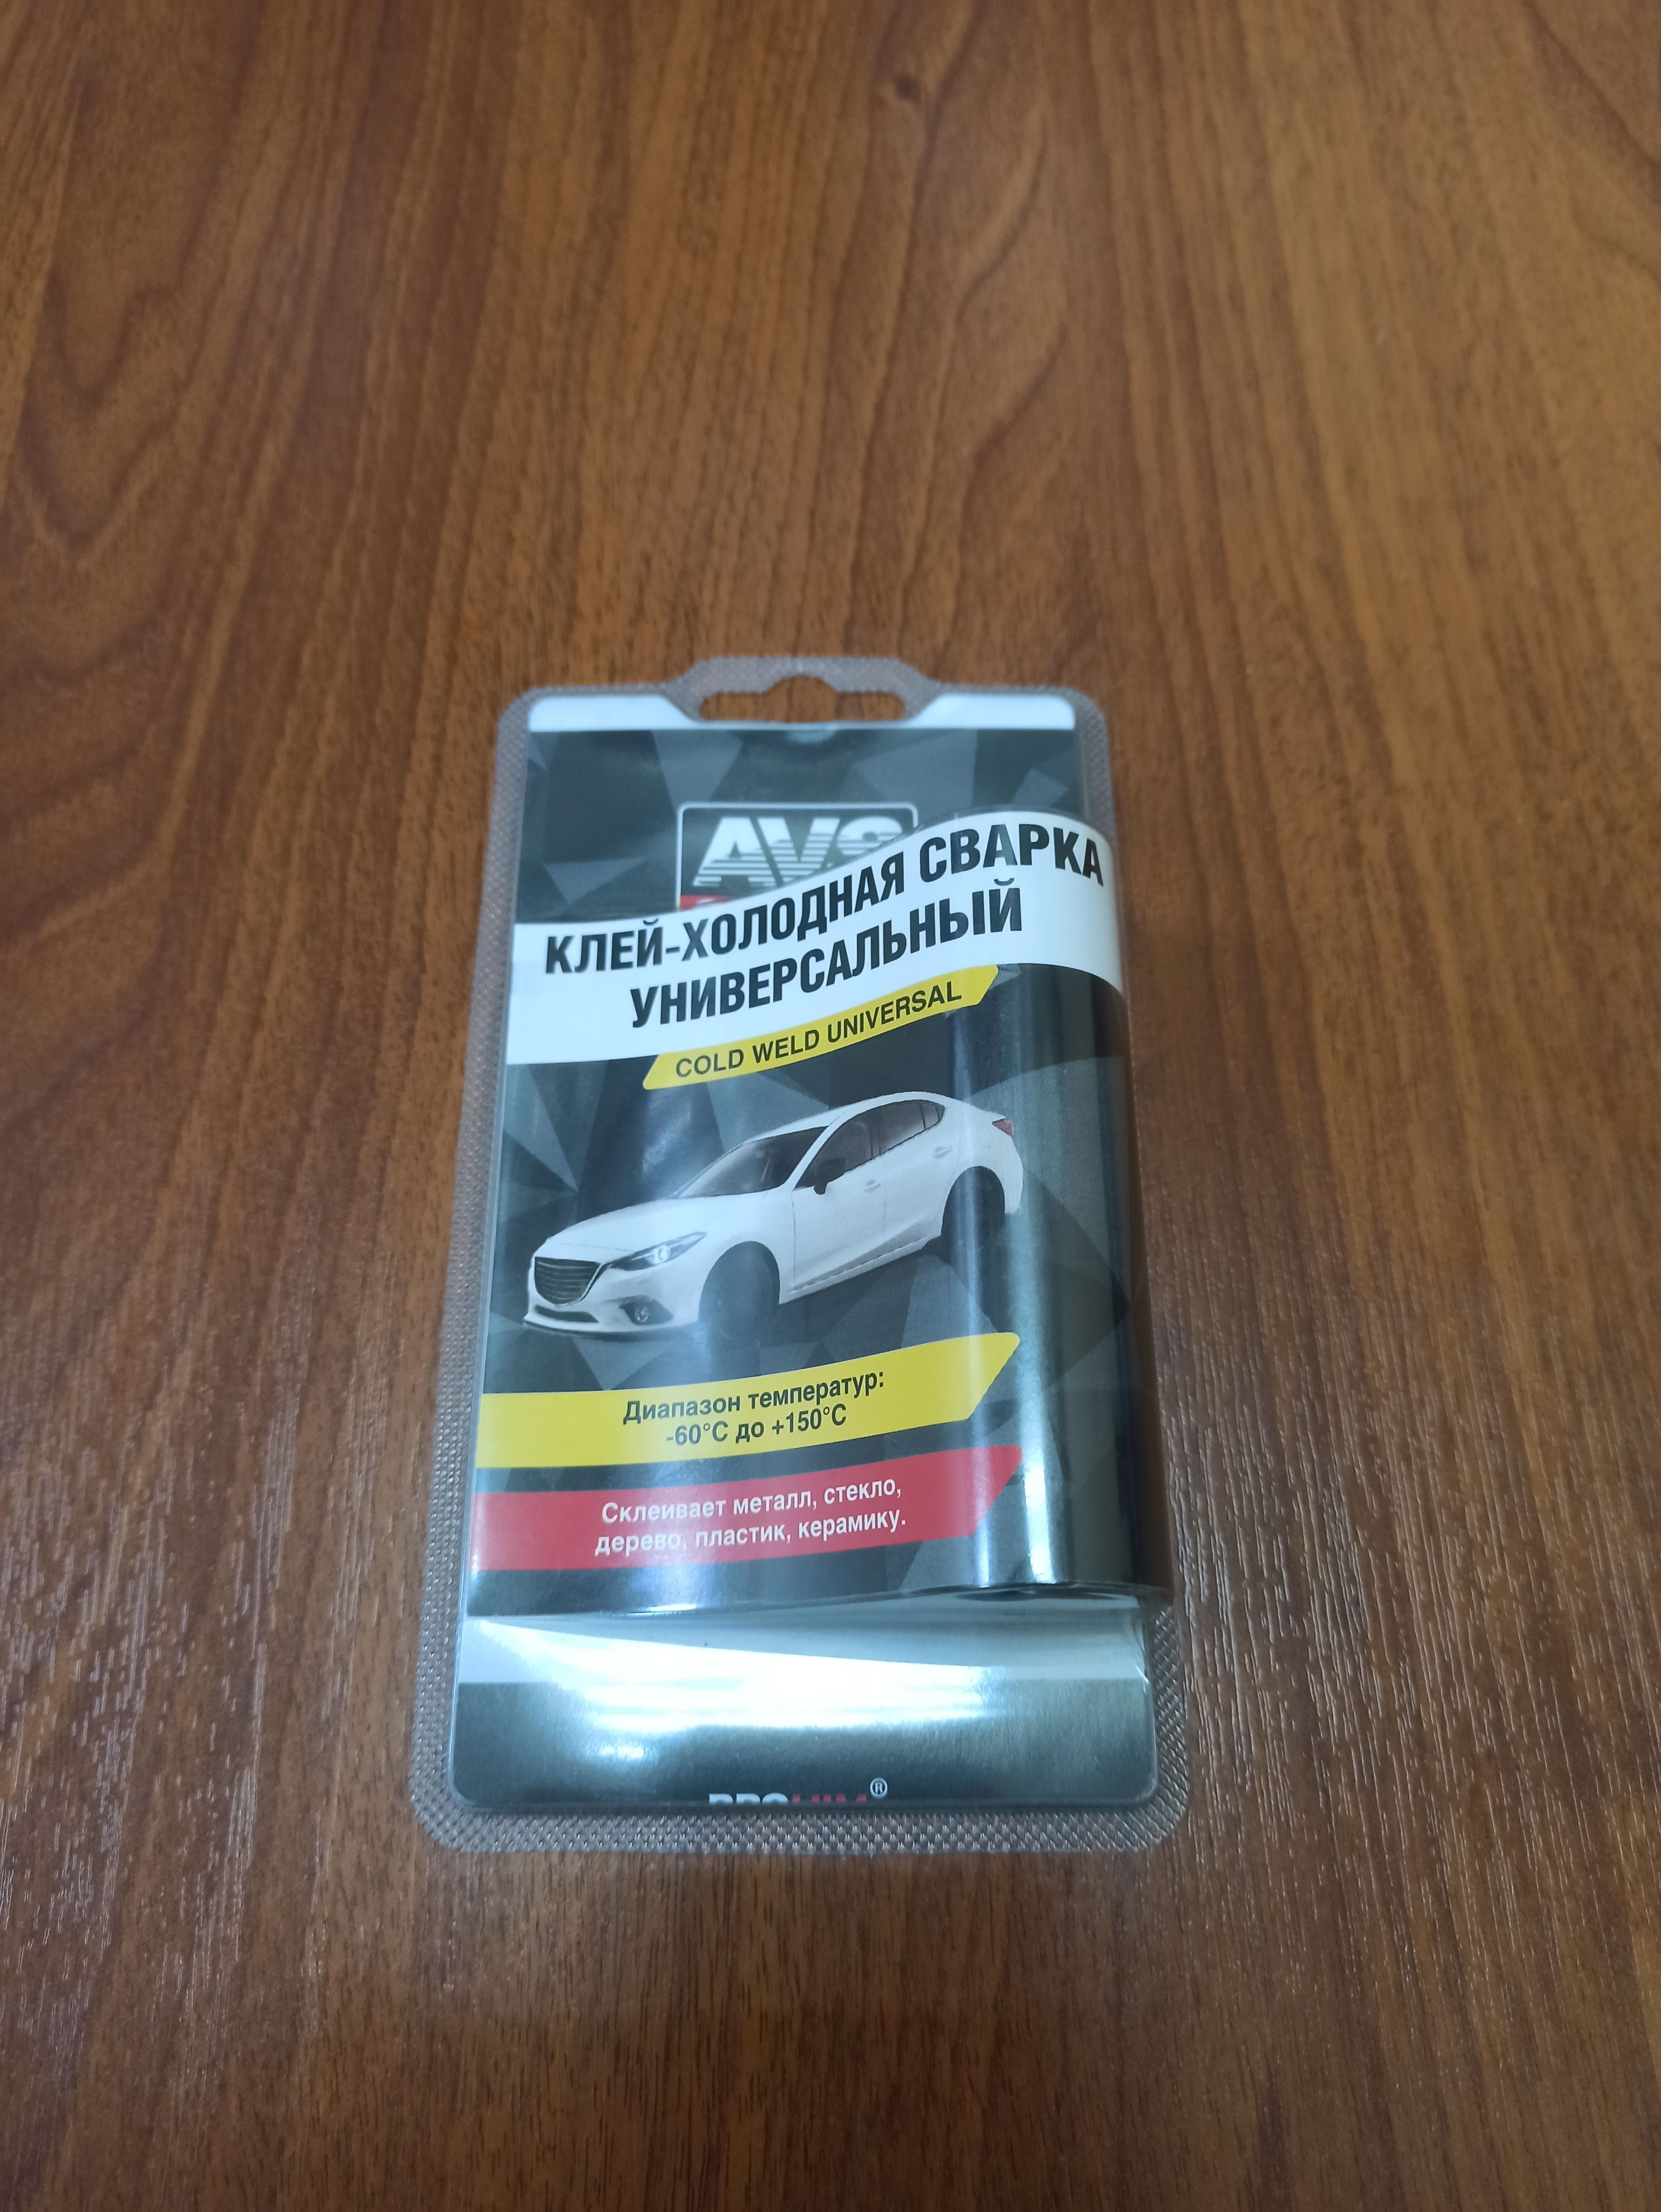 AVS
КЛЕЙ-ХОЛОДНАЯ СВАРКА
УНИВЕРСАЛЬНЫЙ
COLD WELD UNIVERSAL
Диапазон температур:
-60°C до +150°C
Склеивает металл, стекло,
дерево, пластик, керамику.
®